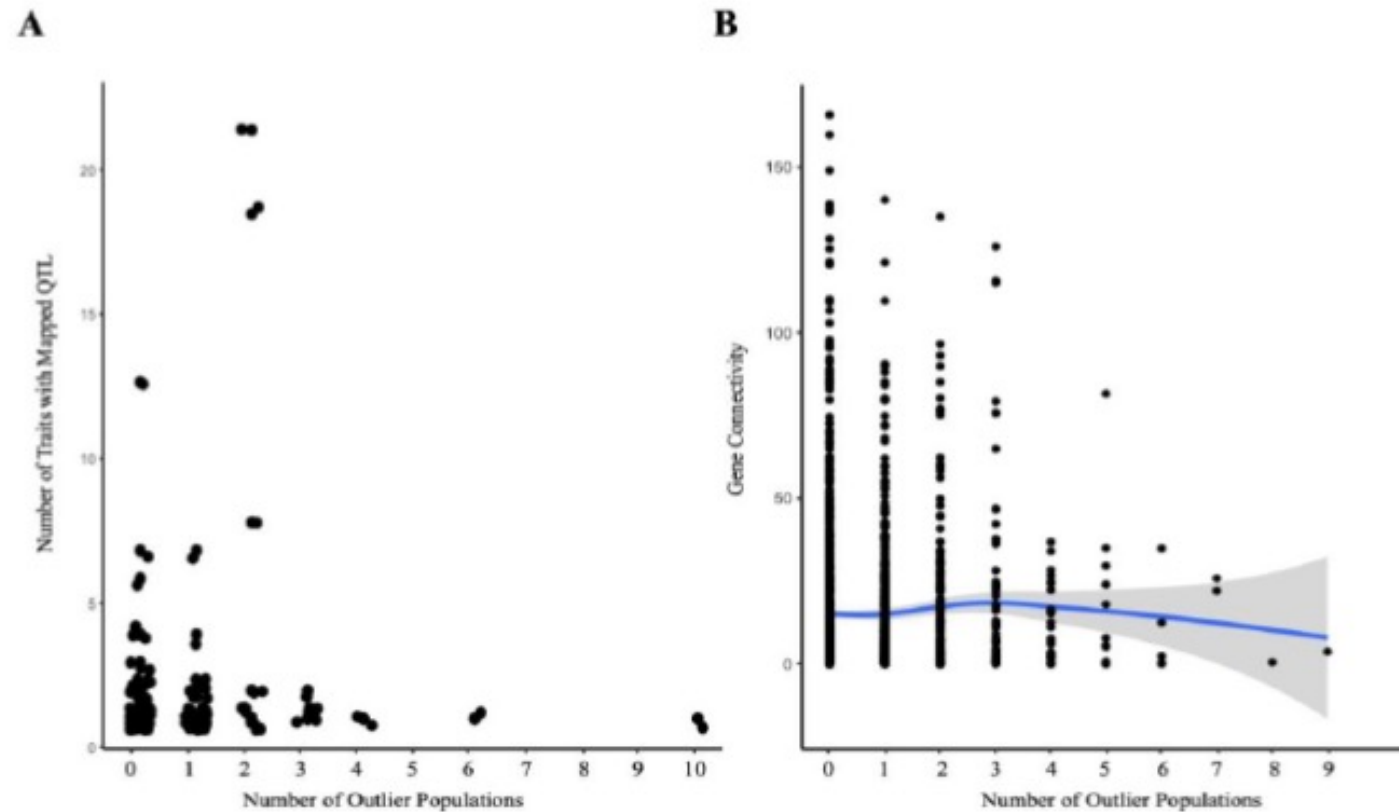 A
B
Number of Traits with Mapped QTL
20
15
10
5
0
0 1 2 3 4 5 6 7 8 9 10
Number of Outlier Populations
Gene Connectivity
150
100
50
0
0 1 2 3 4 5 6 7 8 9
Number of Outlier Populations